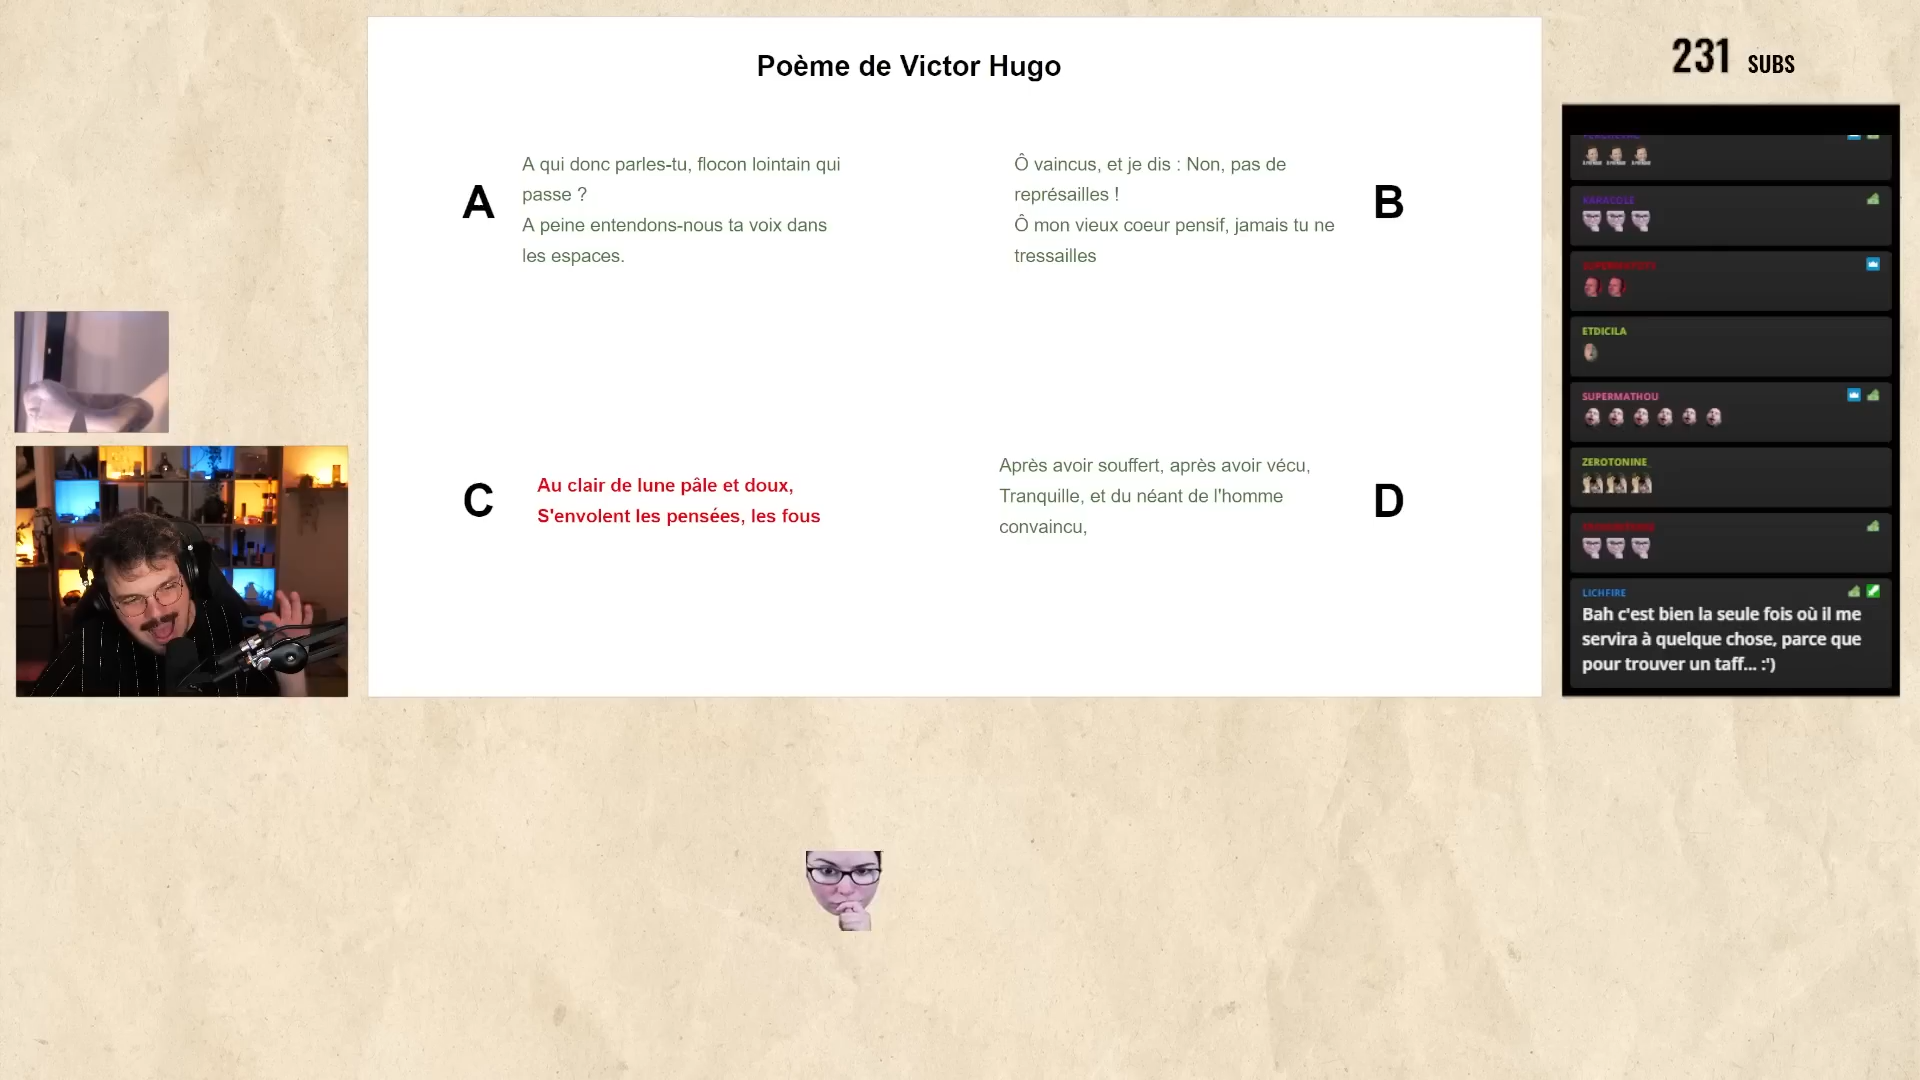 Poème de Victor Hugo
231 SUBS
A
A qui donc parles-tu, flocon lointain qui
passe ?
A peine entendons-nous ta voix dans
les espaces.
Ô vaincus, et je dis : Non, pas de
représailles !
Ô mon vieux coeur pensif, jamais tu ne
tressailles
B
C
Au clair de lune pâle et doux,
S'envolent les pensées, les fous
Après avoir souffert, après avoir vécu,
Tranquille, et du néant de l'homme
convaincu,
D
KARACOLE
ETDICILA
SUPERMATHOU
ZEROTONINE
LICHFIRE
Bah c'est bien la seule fois où il me
servira à quelque chose, parce que
pour trouver un taff... :')